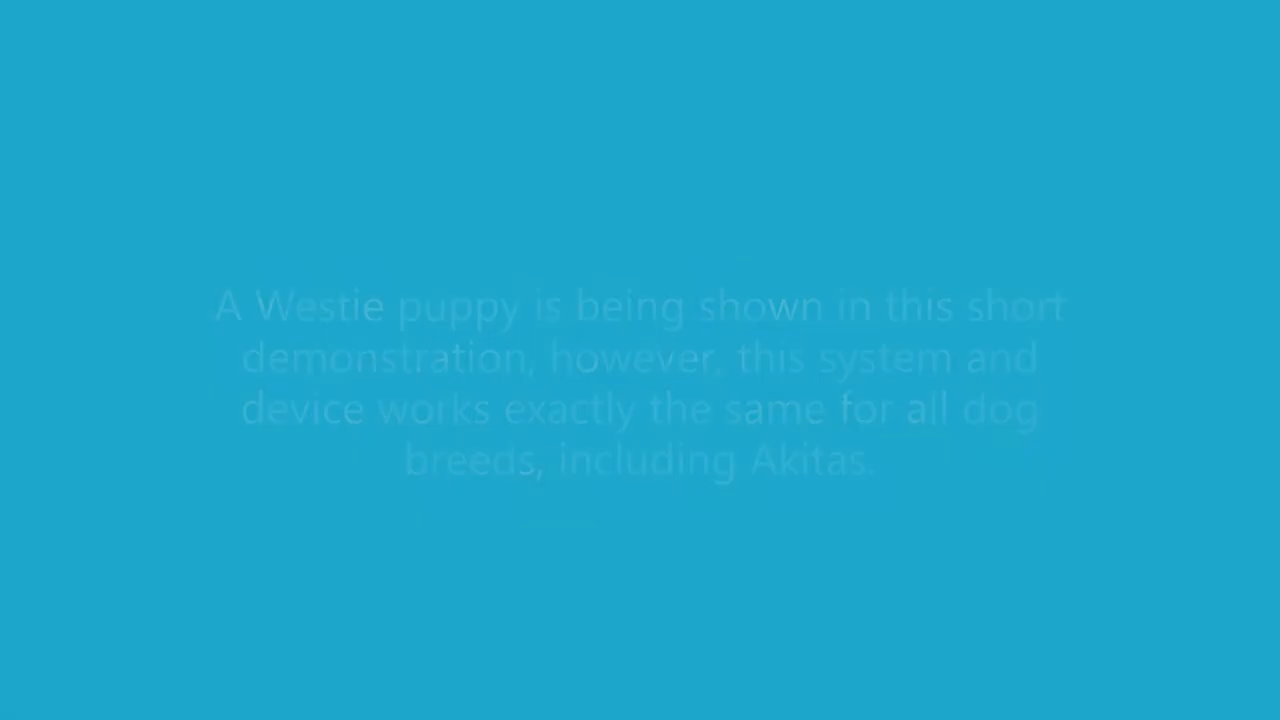 A Westie puppy is being shown in this short
demonstration, however, this system and
device works exactly the same for all dog
breeds, including Akitas.